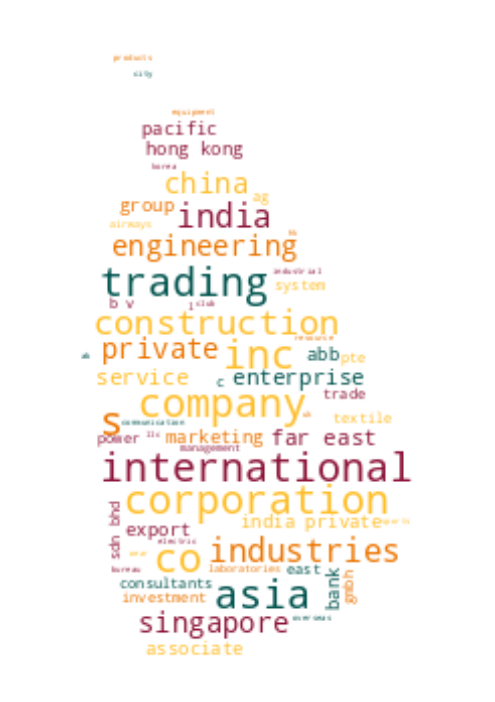 products
city
equipment
pacific
hong kong
korea
china
ag
group
india
airways
engineering
trading
industrial
system
b v
l
club
construction
resource
private
inc
abb
pte
service
c
enterprise
trade
company
s
textile
communication
power
llc
marketing
far east
management
international
corporation
sdn bhd
india private
export
electric
co
industries
bureau
laboratories
east
consultants
bank
gmbh
investment
asia
singapore
overseas
associate